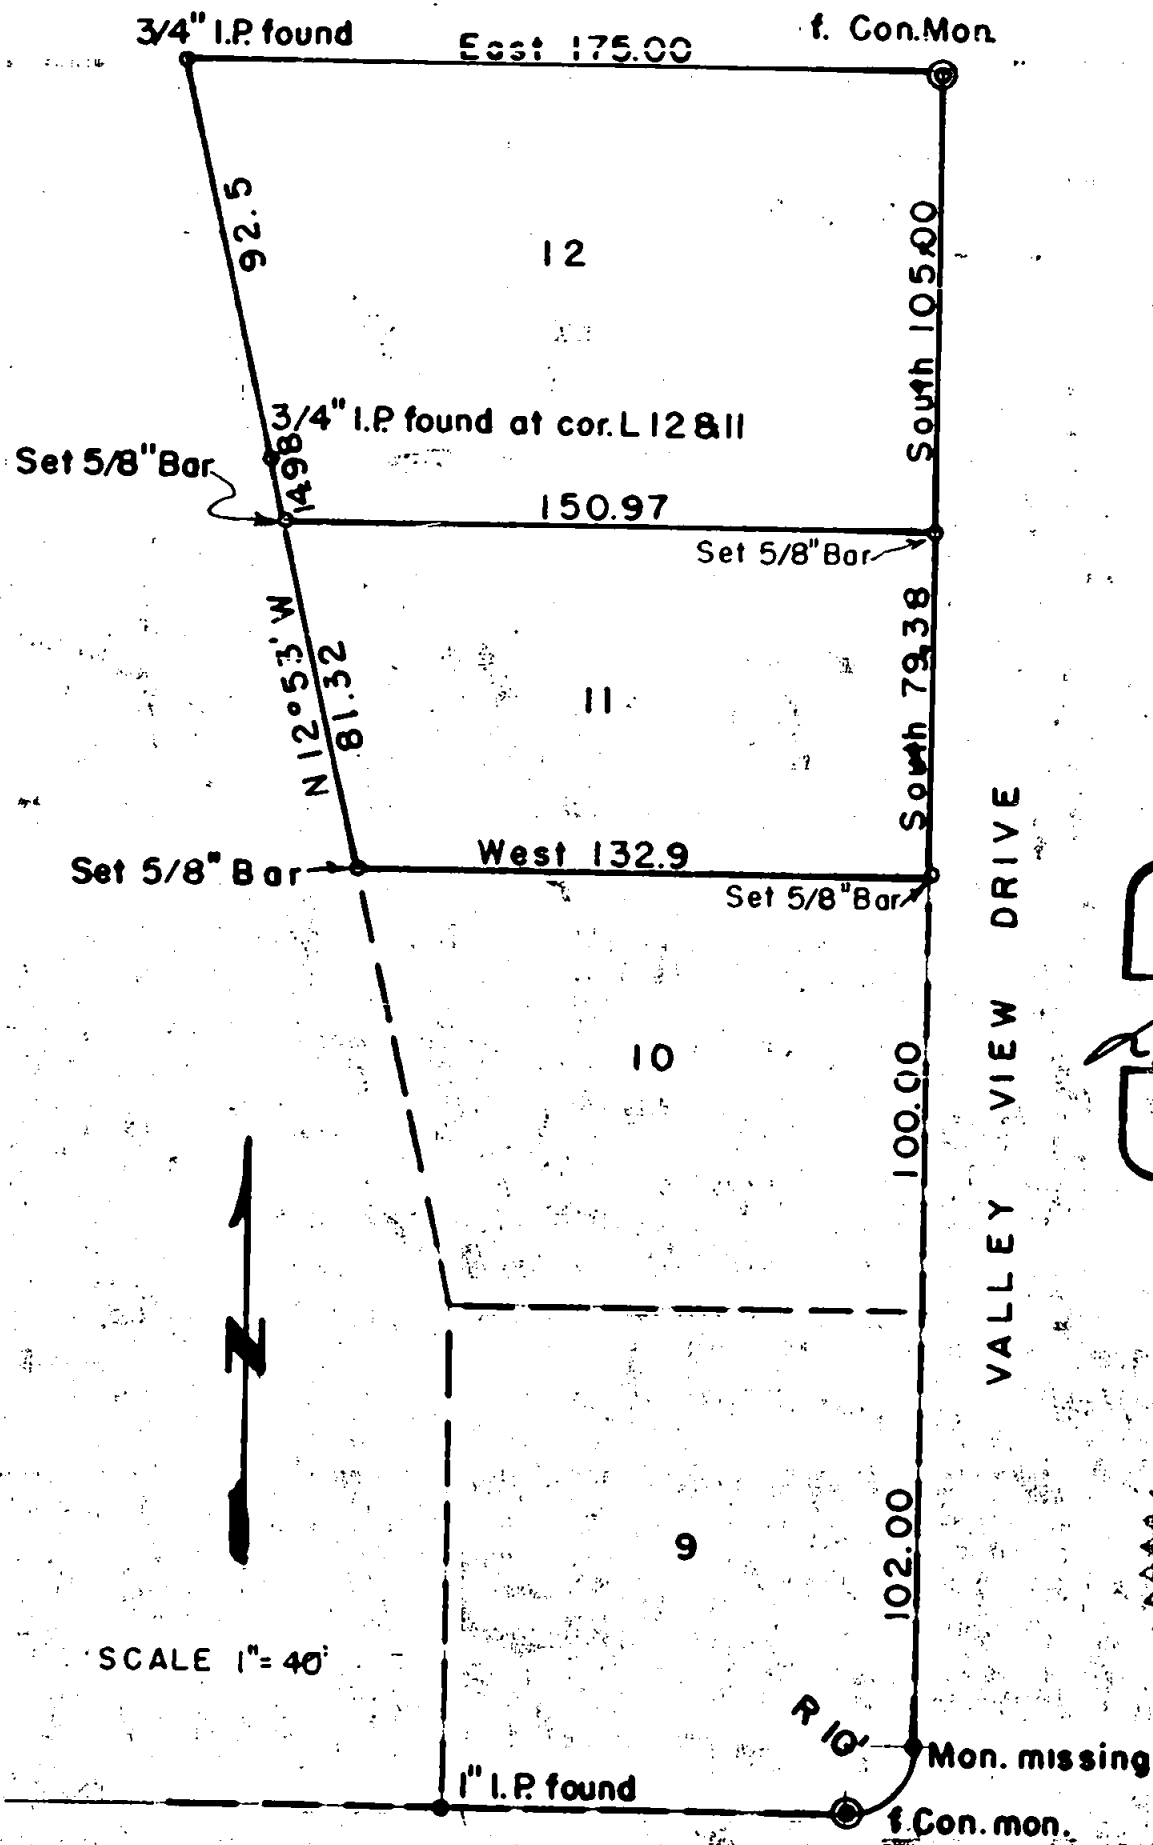 3/4" I.P. found
East 175.00
f. Con.Mon.
92.5
12
South 105.00
3/4" I.P. found at cor. L 12 & 11
Set 5/8" Bar
14.98
150.97
Set 5/8" Bar
N 12° 53' W
81.32
11
South 79.38
Set 5/8" Bar
West 132.9
Set 5/8" Bar
VALLEY VIEW DRIVE
10
100.00
N
9
102.00
SCALE 1"= 40'
R 10'
Mon. missing
1" I.P. found
f. Con. mon.